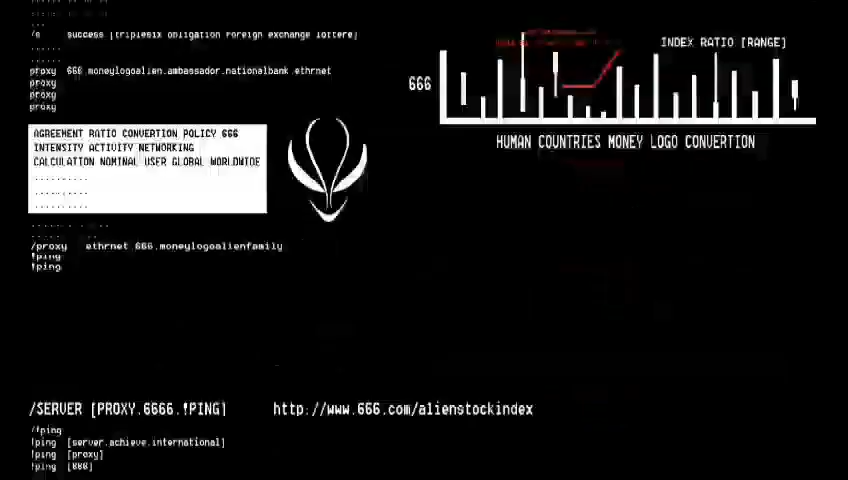 /s success [triplesix obligation foreign exchange lottere]
proxy 666.moneylogoalien.ambassador.nationalbank.ethrnet
proxy
proxy
proxy
AGREEMENT RATIO CONVERTION POLICY 666
INTENSITY ACTIVITY NETWORKING
CALCULATION NOMINAL USER GLOBAL WORLDWIDE
/proxy ethrnet.666.moneylogoalienfamily
!ping
!ping
INDEX RATIO [RANGE]
666
HUMAN COUNTRIES MONEY LOGO CONVERTION
/SERVER [PROXY.6666.!PING] http://www.666.com/alienstockindex
/!ping
!ping [server.achieve.international]
!ping [proxy]
!ping [666]